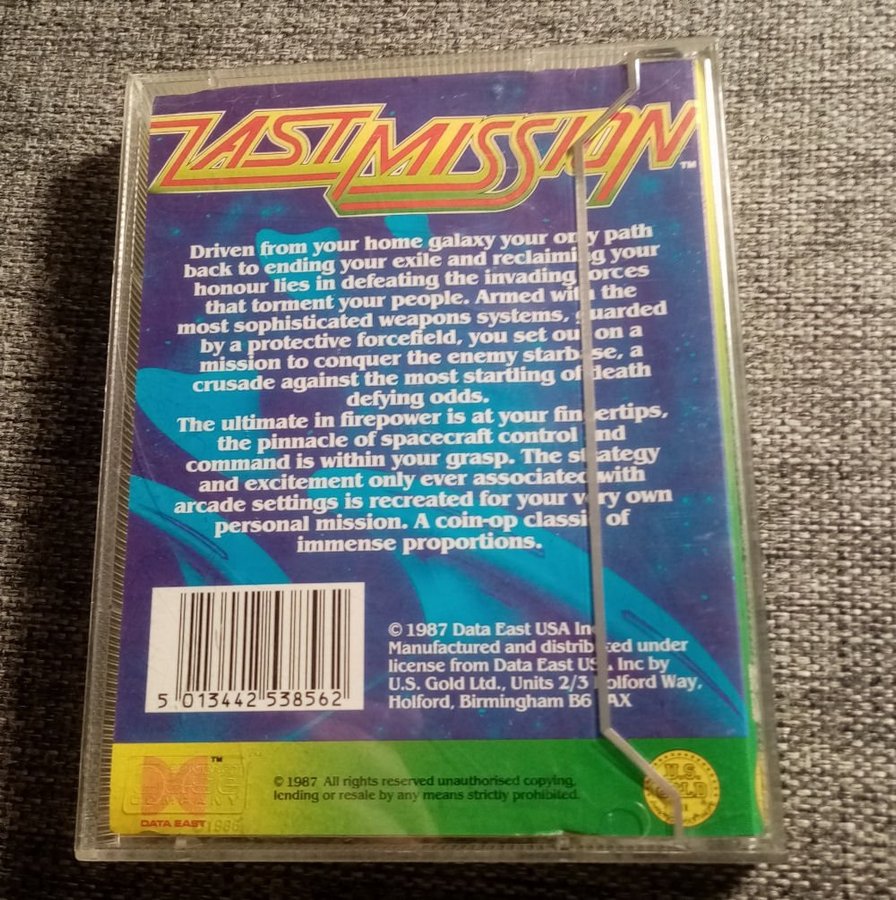 LAST MISSION™
Driven from your home galaxy your only path
back to ending your exile and reclaiming your
honour lies in defeating the invading forces
that torment your people. Armed with the
most sophisticated weapons systems, guarded
by a protective forcefield, you set out on a
mission to conquer the enemy starbase, a
crusade against the most startling of death
defying odds.
The ultimate in firepower is at your fingertips,
the pinnacle of spacecraft control and
command is within your grasp. The strategy
and excitement only ever associated with
arcade settings is recreated for your very own
personal mission. A coin-op classic of
immense proportions.
5 013442 538562
© 1987 Data East USA Inc
Manufactured and distributed under
license from Data East USA Inc by
U.S. Gold Ltd., Units 2/3 Holford Way,
Holford, Birmingham B6
™
DATA EAST
1986
© 1987 All rights reserved unauthorised copying,
lending or resale by any means strictly prohibited.
U.S.
GOLD